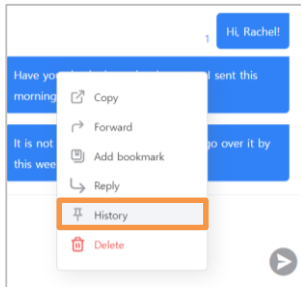 1
Hi, Rachel!
Have you l sent this
morning
Copy
Forward
It is not go over it by
Add bookmark
this wee
Reply
History
Delete